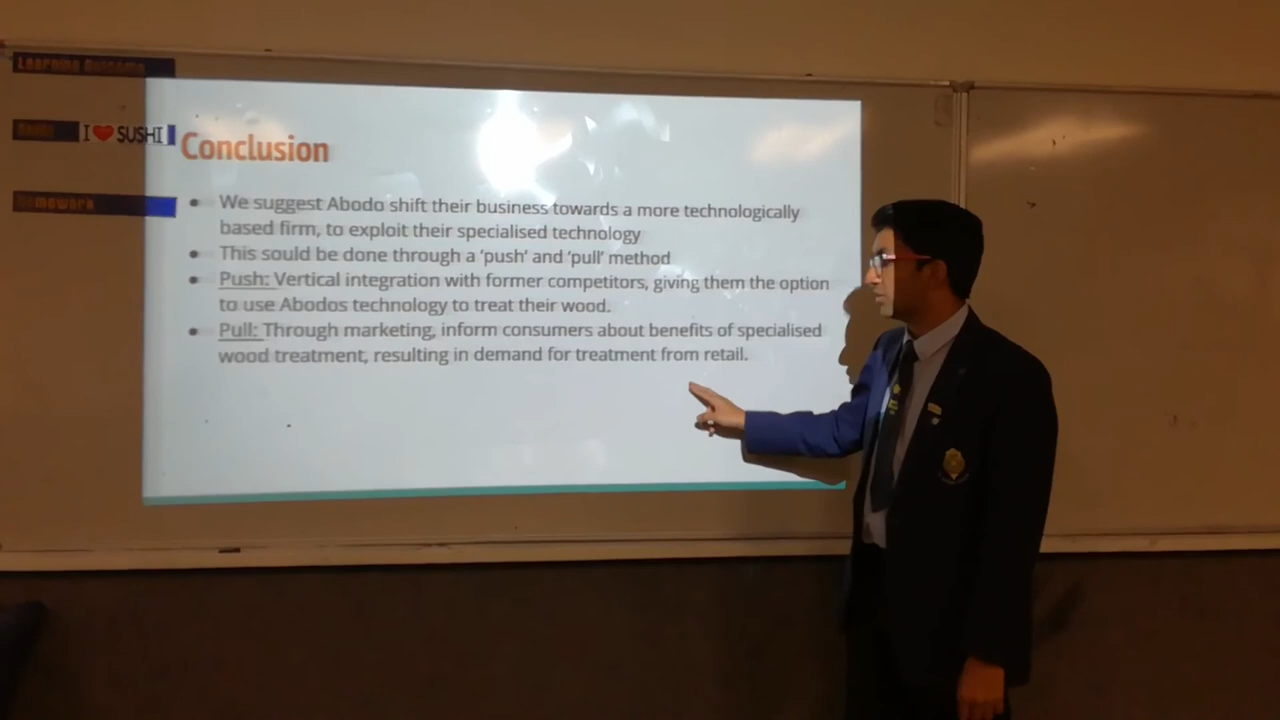 Learning Outcome
Skills
I ❤ SUSHI
Homework
Conclusion
● We suggest Abodo shift their business towards a more technologically
based firm, to exploit their specialised technology
● This sould be done through a 'push' and 'pull' method
● Push: Vertical integration with former competitors, giving them the option
to use Abodos technology to treat their wood.
● Pull: Through marketing, inform consumers about benefits of specialised
wood treatment, resulting in demand for treatment from retail.